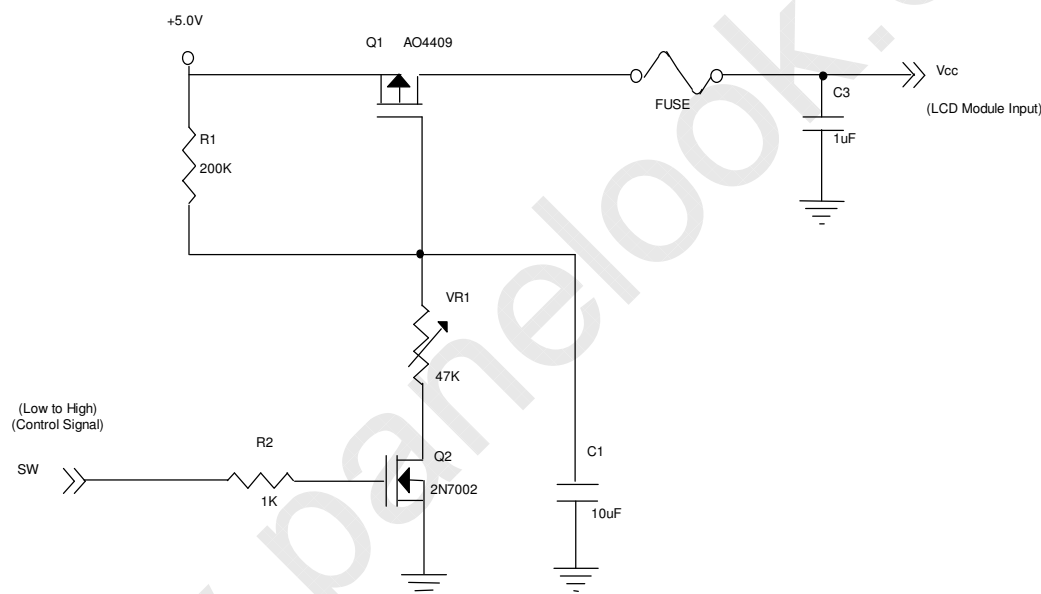 +5.0V
Q1 AO4409
Vcc
FUSE
C3
(LCD Module Input)
1uF
R1
200K
VR1
47K
(Low to High)
(Control Signal)
SW
R2
1K
Q2
2N7002
C1
10uF
panelook.